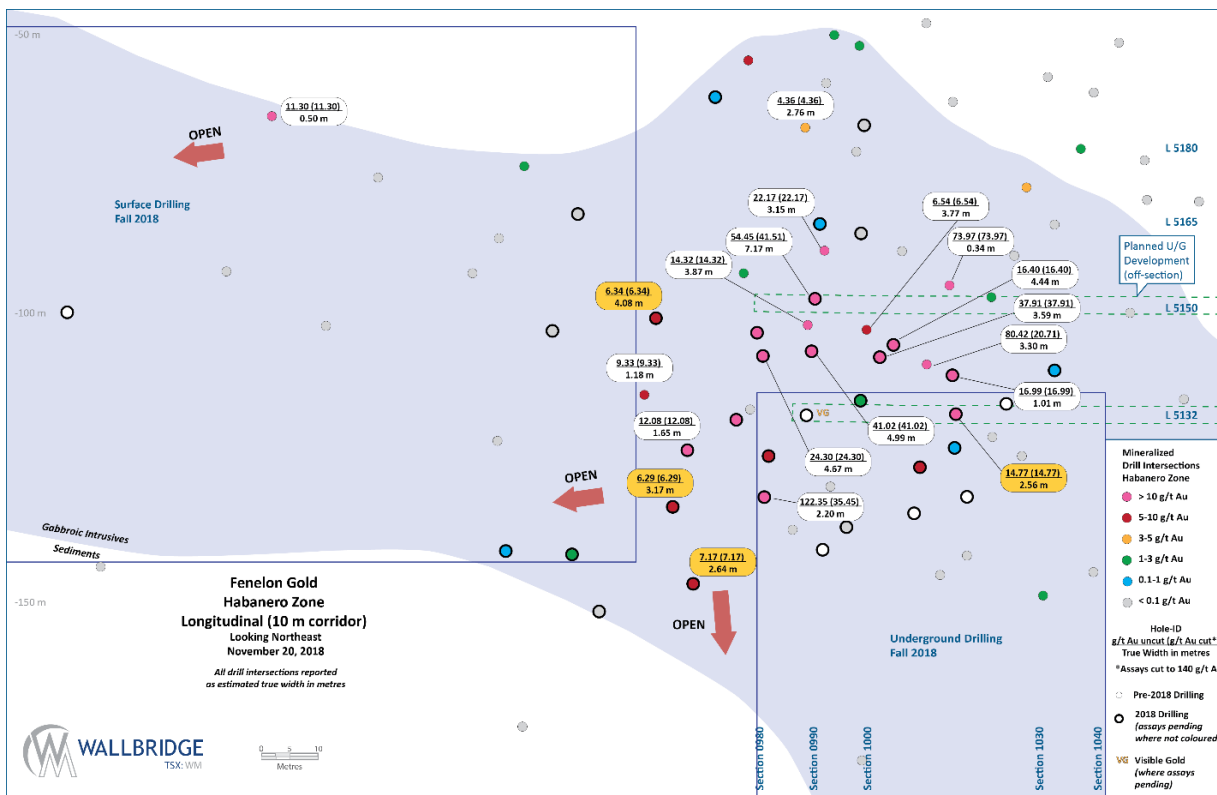 -50 m
11.30 (11.30)
0.50 m
OPEN
4.36 (4.36)
2.76 m
L 5180
Surface Drilling
Fall 2018
22.17 (22.17)
3.15 m
6.54 (6.54)
3.77 m
L 5165
54.45 (41.51)
7.17 m
73.97 (73.97)
0.34 m
Planned U/G
Development
(off-section)
14.32 (14.32)
3.87 m
16.40 (16.40)
4.44 m
6.34 (6.34)
4.08 m
-100 m
37.91 (37.91)
3.59 m
L 5150
80.42 (20.71)
3.30 m
9.33 (9.33)
1.18 m
16.99 (16.99)
1.01 m
VG
L 5132
12.08 (12.08)
1.65 m
41.02 (41.02)
4.99 m
24.30 (24.30)
4.67 m
14.77 (14.77)
2.56 m
OPEN
6.29 (6.29)
3.17 m
122.35 (35.45)
2.20 m
Gabbroic Intrusives
Sediments
7.17 (7.17)
2.64 m
-150 m
OPEN
Fenelon Gold
Habanero Zone
Longitudinal (10 m corridor)
Looking Northeast
November 20, 2018
All drill intersections reported
as estimated true width in metres
Underground Drilling
Fall 2018
WALLBRIDGE
TSX: WM
0 5 10
Metres
Section 0980
Section 0990
Section 1000
Section 1030
Section 1040
Mineralized
Drill Intersections
Habanero Zone
> 10 g/t Au
5-10 g/t Au
3-5 g/t Au
1-3 g/t Au
0.1-1 g/t Au
< 0.1 g/t Au
Hole-ID
g/t Au uncut (g/t Au cut*
True Width in metres
*Assays cut to 140 g/t A
Pre-2018 Drilling
2018 Drilling
(assays pending
where not coloured)
VG Visible Gold
(where assays
pending)